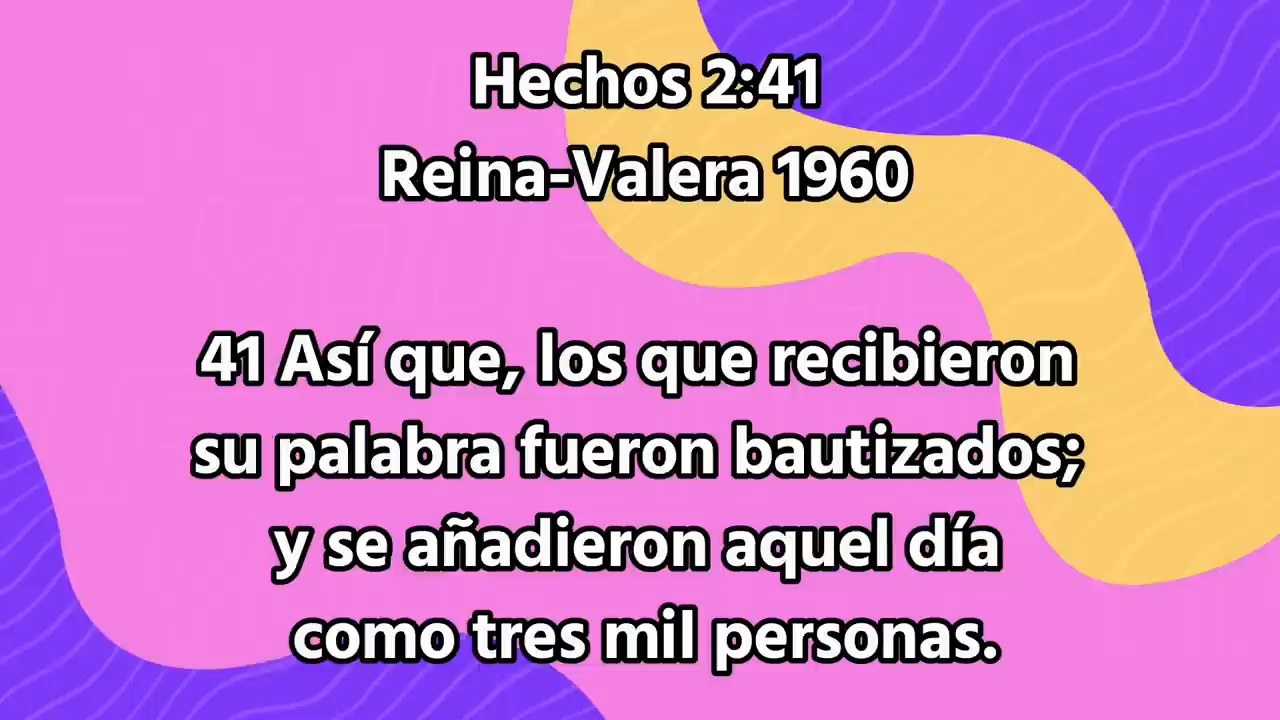 Hechos 2:41
Reina-Valera 1960
41 Así que, los que recibieron
su palabra fueron bautizados;
y se añadieron aquel día
como tres mil personas.